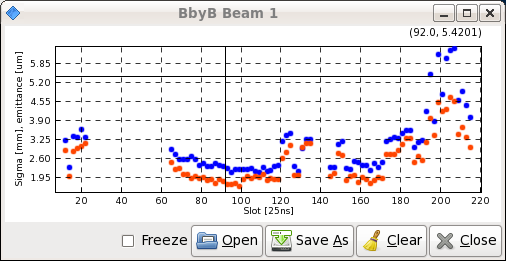 BbyB Beam 1
(92.0, 5.4201)
Sigma [mm], emittance [um]
5.85
5.20
4.55
3.90
3.25
2.60
1.95
20 40 60 80 100 120 140 160 180 200 220
Slot [25ns]
Freeze Open Save As Clear Close